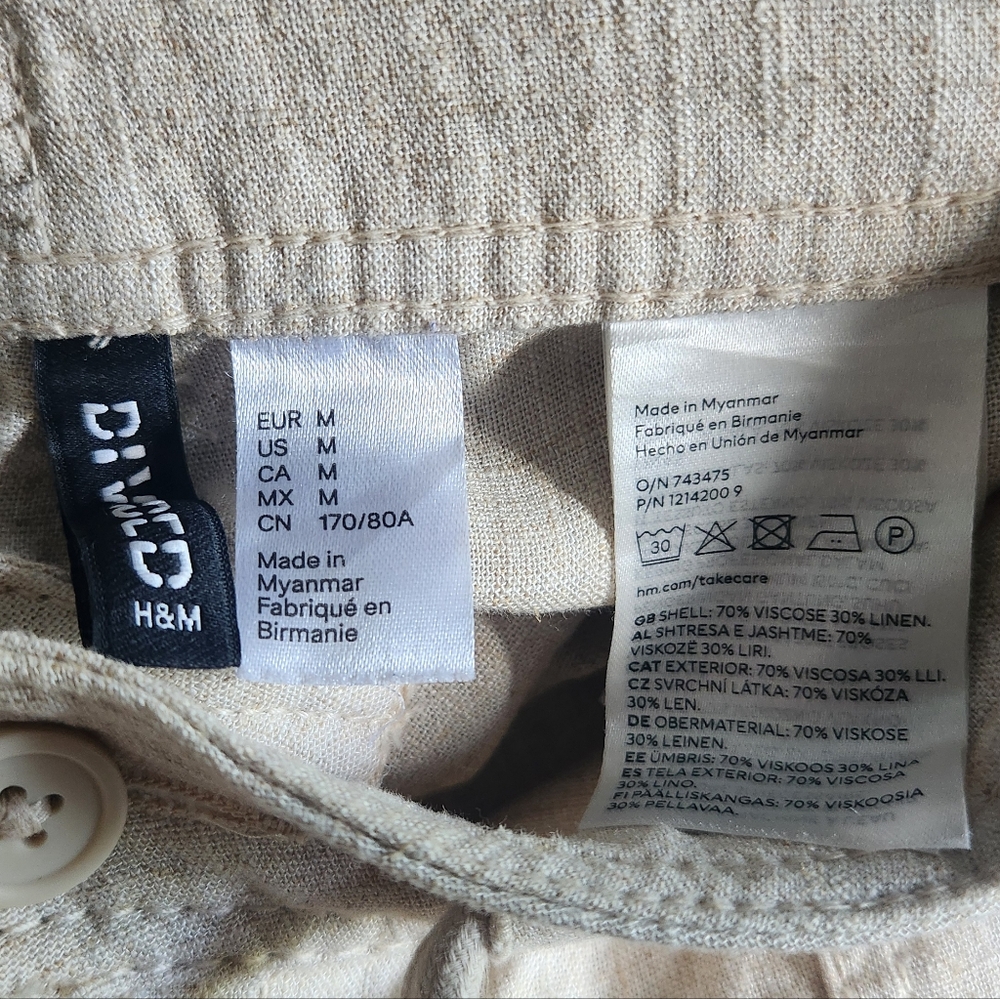 DIVIDED
H&M
EUR M
US M
CA M
MX M
CN 170/80A
Made in
Myanmar
Fabriqué en
Birmanie
Made in Myanmar
Fabriqué en Birmanie
Hecho en Unión de Myanmar
O/N 743475
P/N 1214200 9
30
P
hm.com/takecare
GB SHELL: 70% VISCOSE 30% LINEN.
AL SHTRESA E JASHTME: 70%
VISKOZË 30% LIRI.
CAT EXTERIOR: 70% VISCOSA 30% LLI.
CZ SVRCHNÍ LÁTKA: 70% VISKÓZA
30% LEN.
DE OBERMATERIAL: 70% VISKOSE
30% LEINEN.
EE ÜMBRIS: 70% VISKOOS 30% LINA
ES TELA EXTERIOR: 70% VISCOSA
30% LINO.
FI PÄÄLLISKANGAS: 70% VISKOOSIA
30% PELLAVAA.